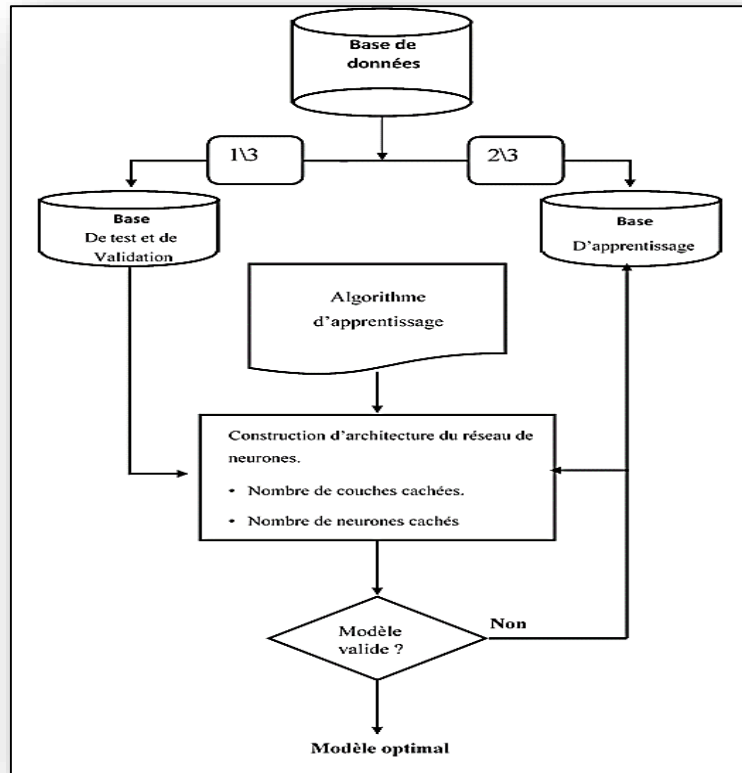 Base de
données
1\3
2\3
Base
De test et de
Validation
Base
D'apprentissage
Algorithme
d'apprentissage
Construction d'architecture du réseau de
neurones.
• Nombre de couches cachées.
• Nombre de neurones cachés
Modèle
valide ?
Non
Modèle optimal